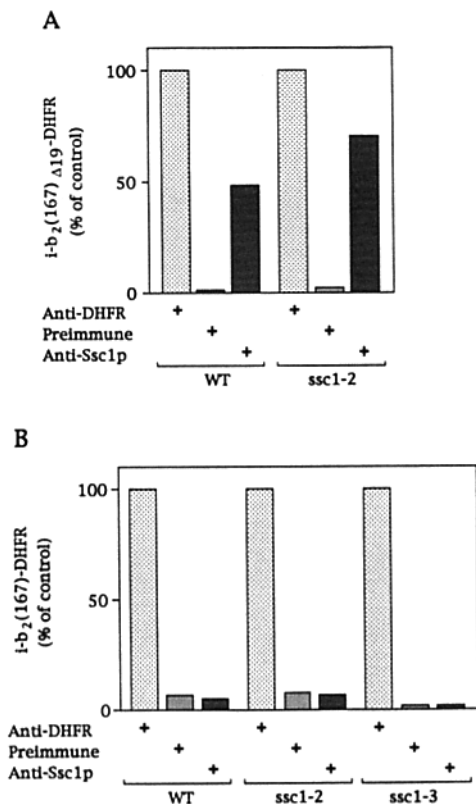 A
i-b₂(167)Δ19-DHFR
(% of control)
100
50
0
Anti-DHFR + +
Preimmune + +
Anti-Ssc1p + +
WT ssc1-2
B
i-b₂(167)-DHFR
(% of control)
100
50
0
Anti-DHFR + + +
Preimmune + + +
Anti-Ssc1p + + +
WT ssc1-2 ssc1-3